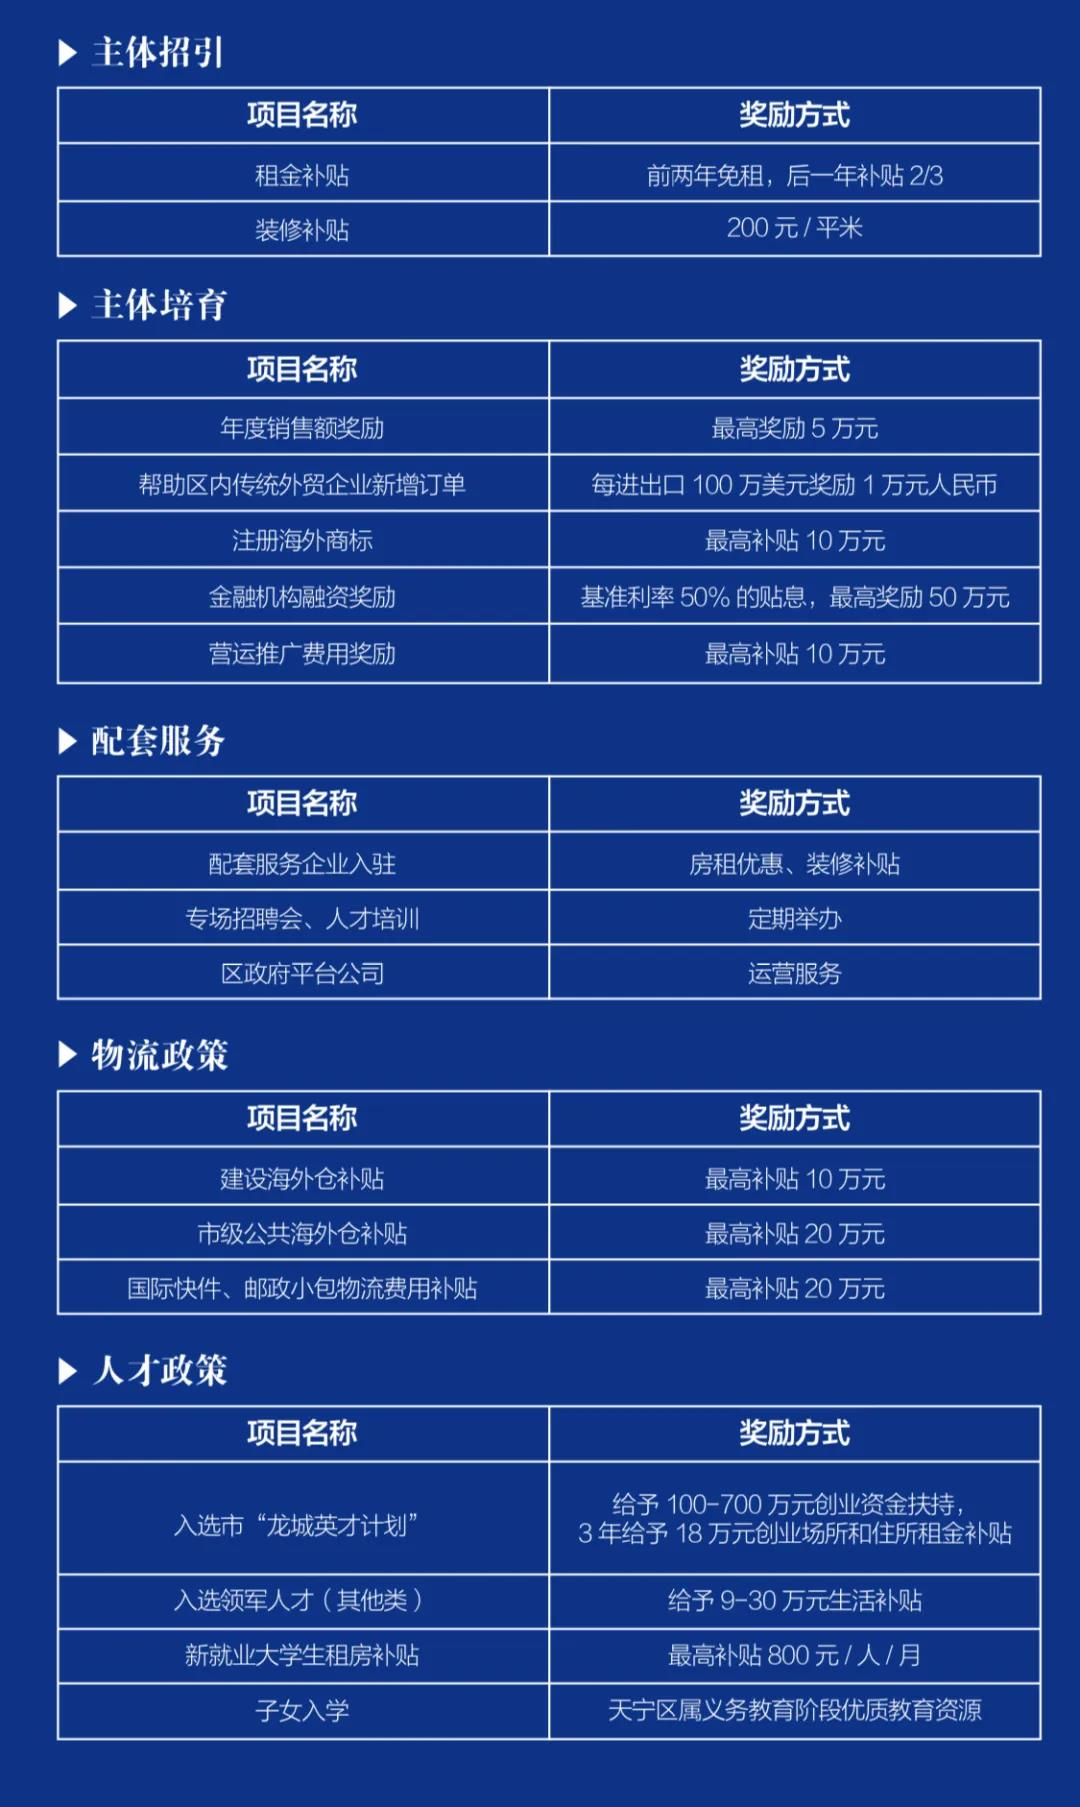 主体招引
项目名称 奖励方式
租金补贴 前两年免租，后一年补贴 2/3
装修补贴 200 元 / 平米
主体培育
项目名称 奖励方式
年度销售额奖励 最高奖励 5 万元
帮助区内传统外贸企业新增订单 每进出口 100 万美元奖励 1 万元人民币
注册海外商标 最高补贴 10 万元
金融机构融资奖励 基准利率 50% 的贴息，最高奖励 50 万元
营运推广费用奖励 最高补贴 10 万元
配套服务
项目名称 奖励方式
配套服务企业入驻 房租优惠、装修补贴
专场招聘会、人才培训 定期举办
区政府平台公司 运营服务
物流政策
项目名称 奖励方式
建设海外仓补贴 最高补贴 10 万元
市级公共海外仓补贴 最高补贴 20 万元
国际快件、邮政小包物流费用补贴 最高补贴 20 万元
人才政策
项目名称 奖励方式
入选市“龙城英才计划” 给予 100-700 万元创业资金扶持，
3 年给予 18 万元创业场所和住所租金补贴
入选领军人才（其他类） 给予 9-30 万元生活补贴
新就业大学生租房补贴 最高补贴 800 元 / 人 / 月
子女入学 天宁区属义务教育阶段优质教育资源